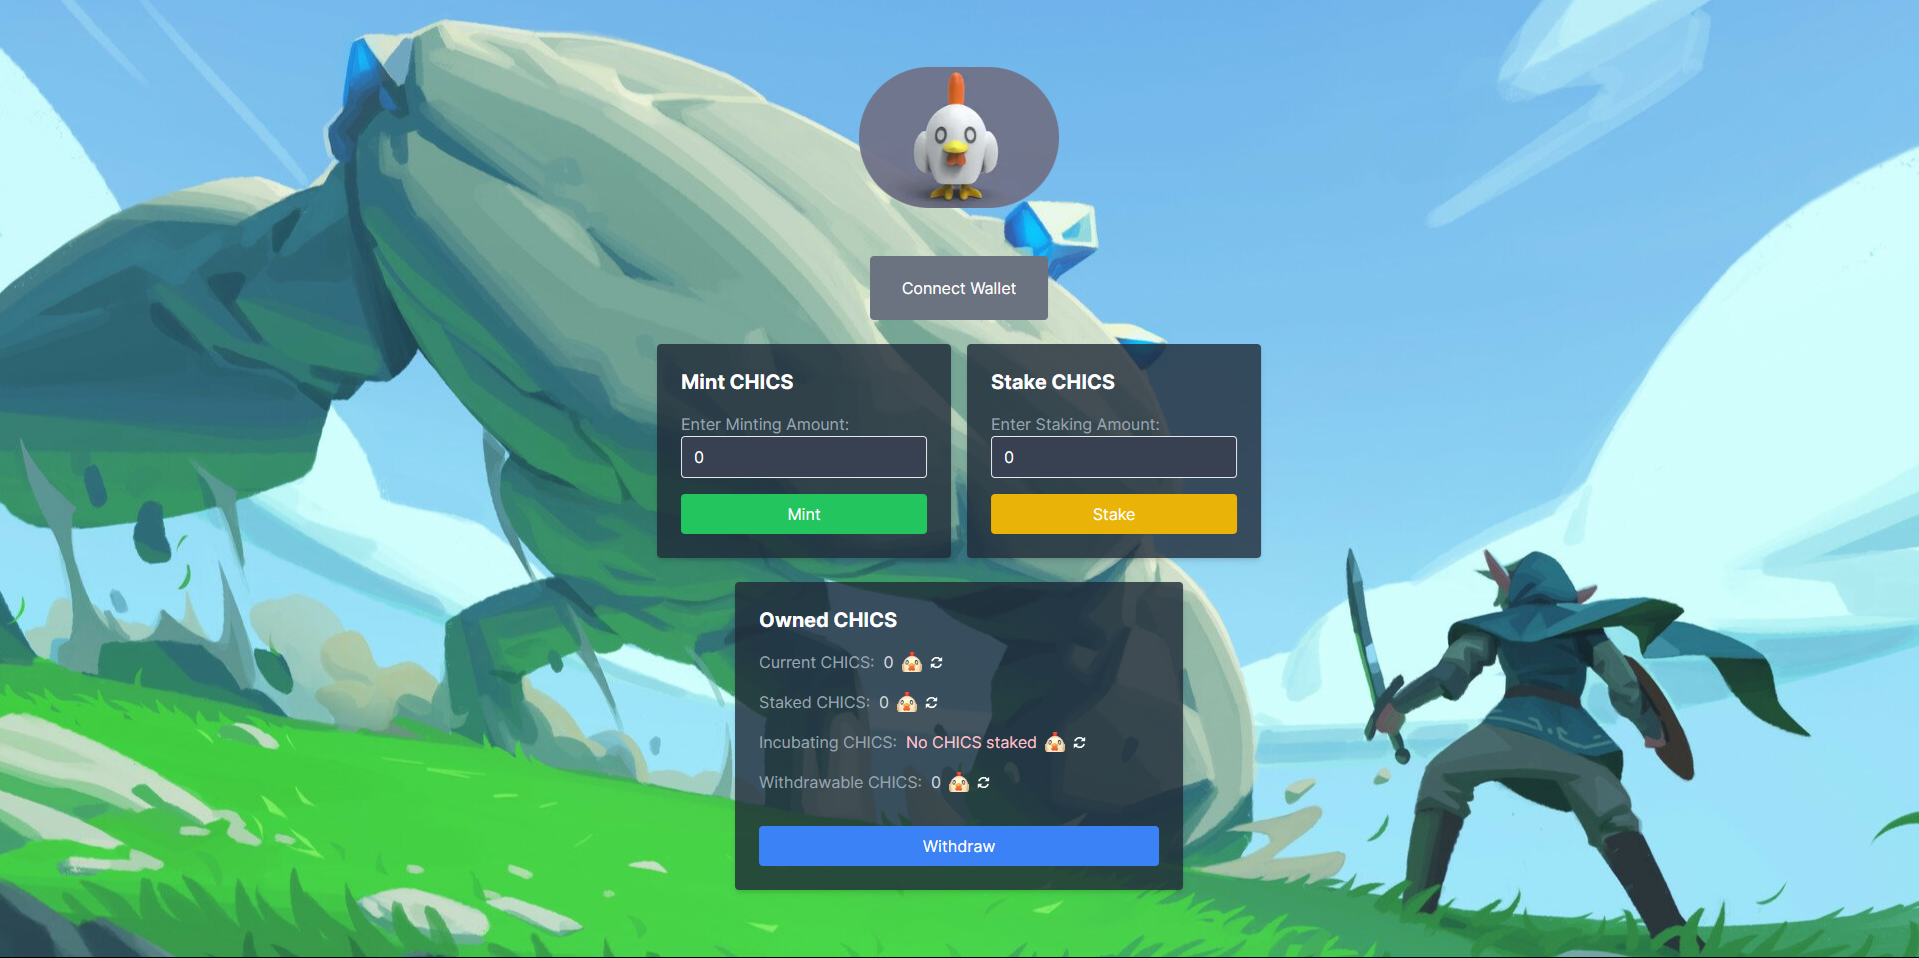 Connect Wallet
Mint CHICS
Enter Minting Amount:
0
Mint
Stake CHICS
Enter Staking Amount:
0
Stake
Owned CHICS
Current CHICS: 0
Staked CHICS: 0
Incubating CHICS: No CHICS staked
Withdrawable CHICS: 0
Withdraw